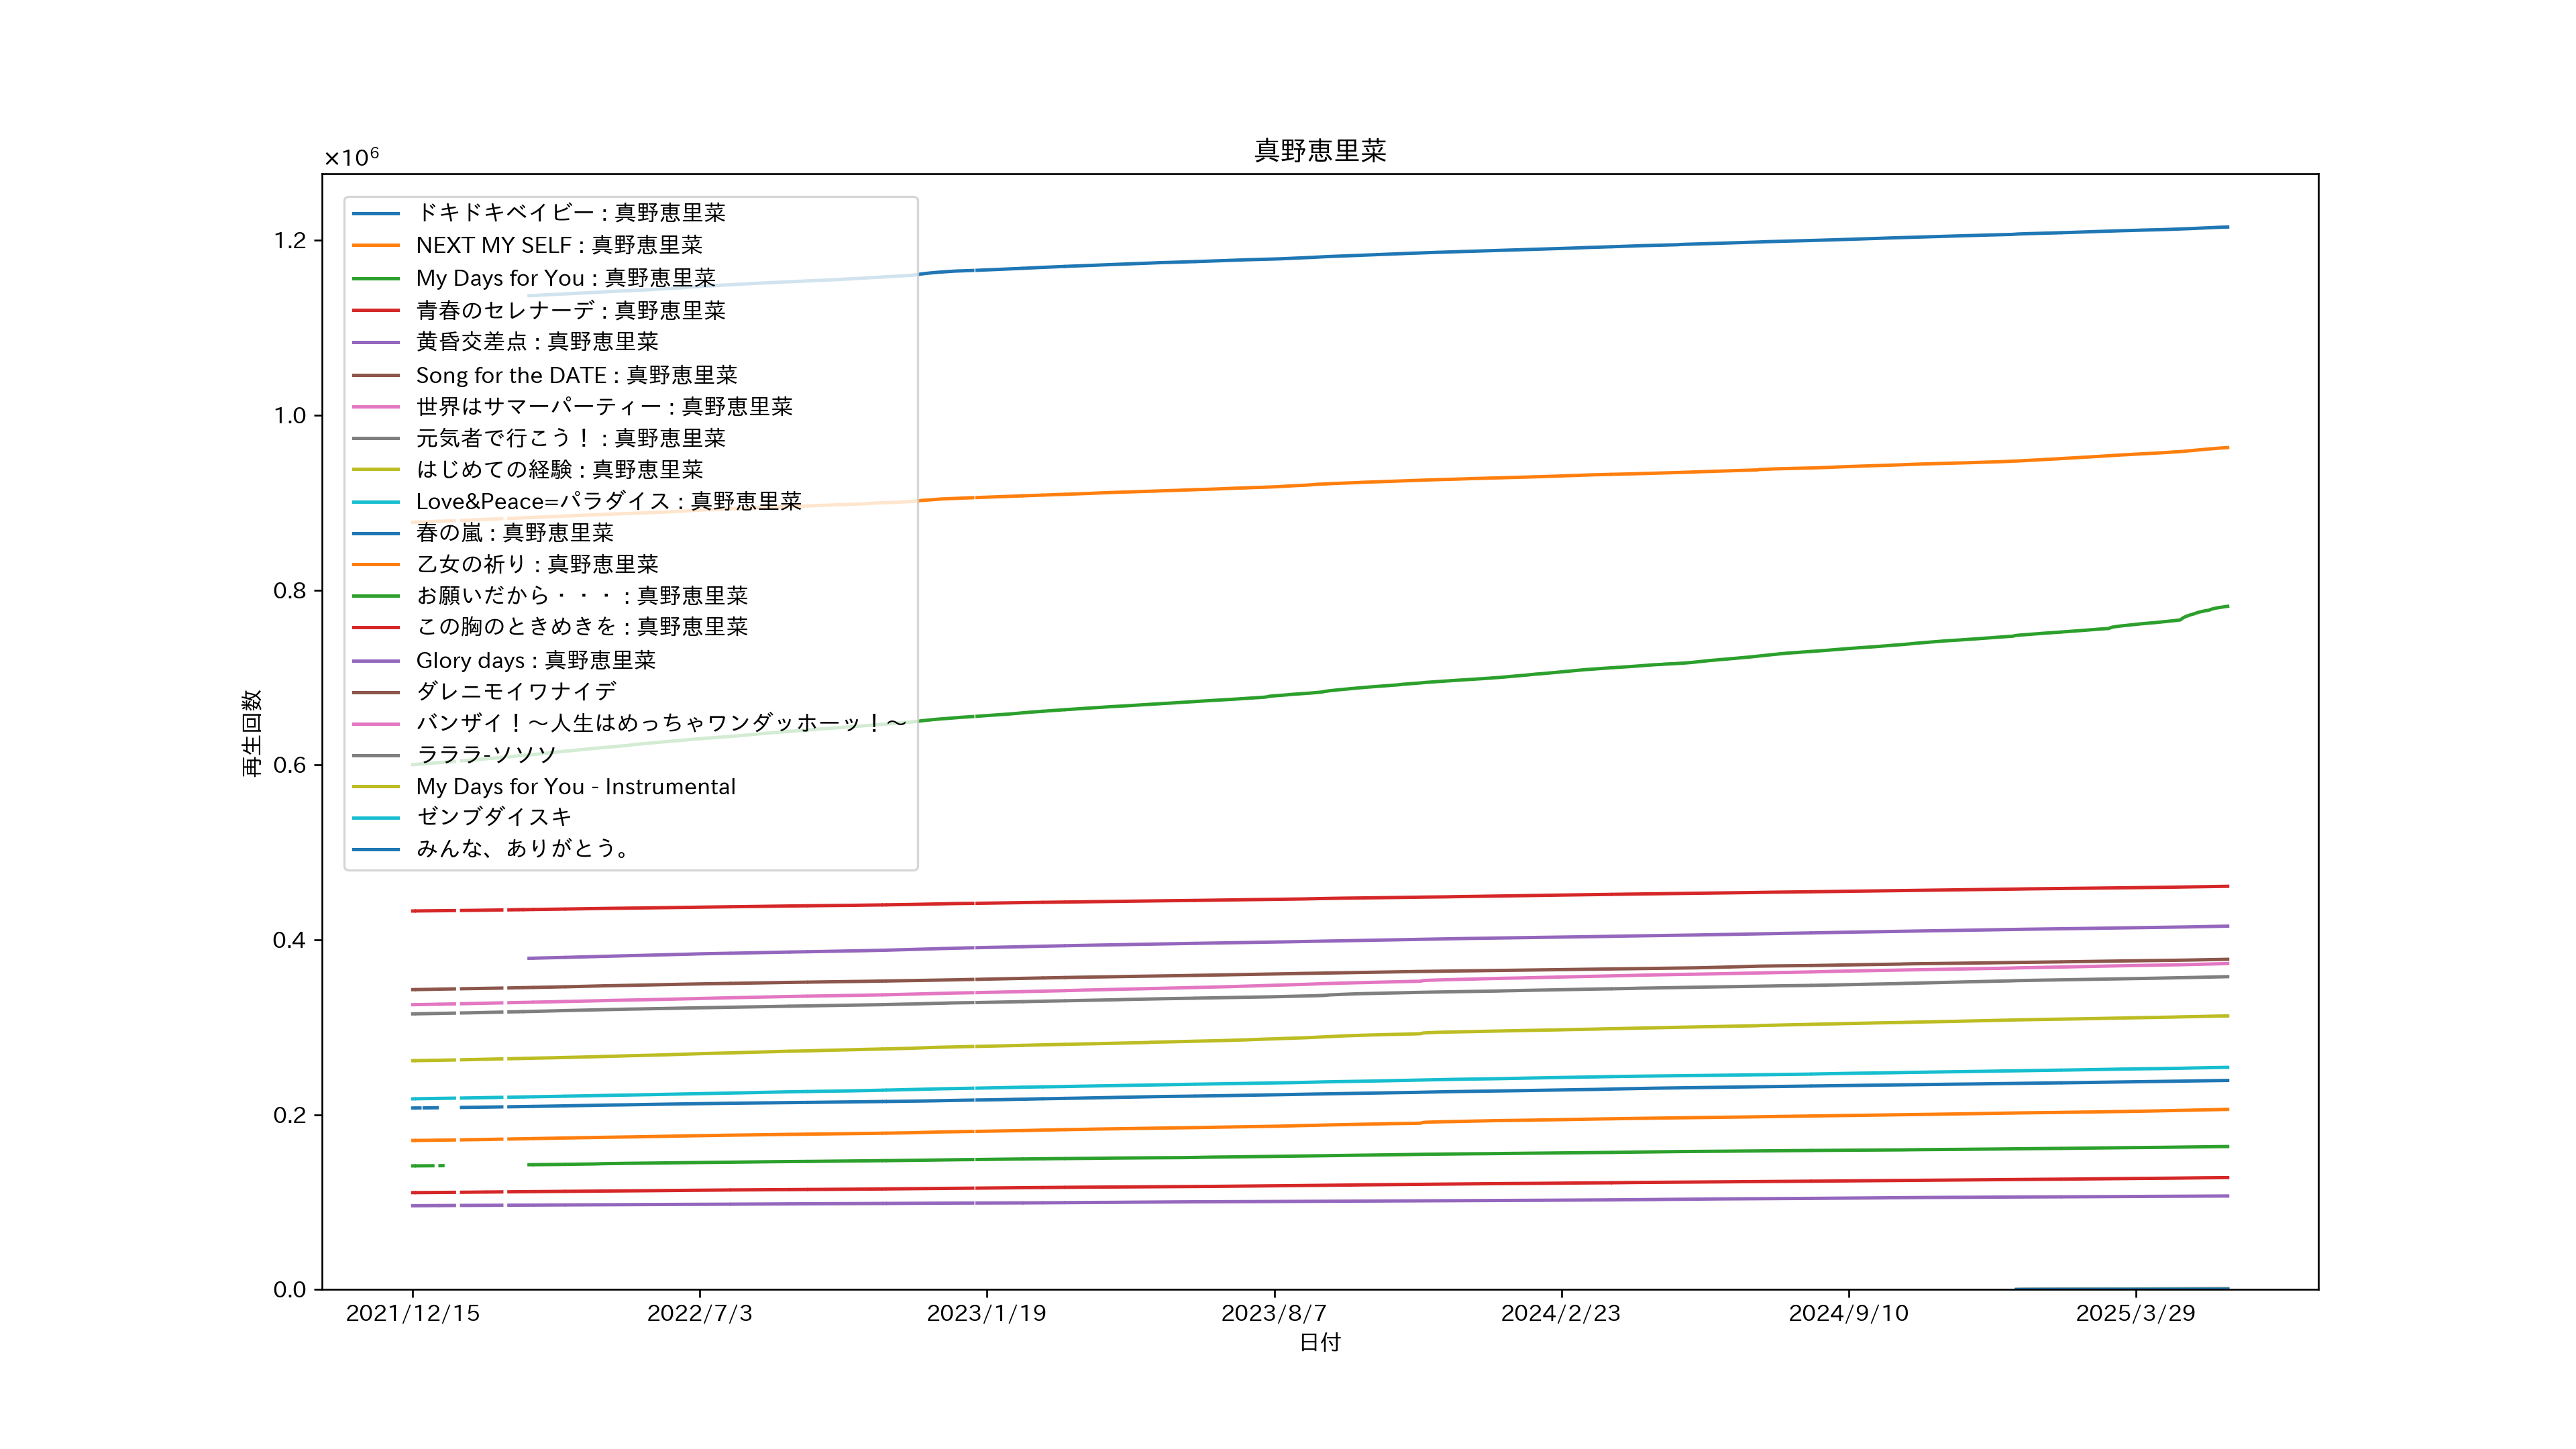 真野恵里菜
×10⁶
ドキドキベイビー : 真野恵里菜
NEXT MY SELF : 真野恵里菜
My Days for You : 真野恵里菜
青春のセレナーデ : 真野恵里菜
黄昏交差点 : 真野恵里菜
Song for the DATE : 真野恵里菜
世界はサマーパーティー : 真野恵里菜
元気者で行こう！ : 真野恵里菜
はじめての経験 : 真野恵里菜
Love&Peace=パラダイス : 真野恵里菜
春の嵐 : 真野恵里菜
乙女の祈り : 真野恵里菜
お願いだから・・・ : 真野恵里菜
この胸のときめきを : 真野恵里菜
Glory days : 真野恵里菜
ダレニモイワナイデ
バンザイ！～人生はめっちゃワンダッホーッ！～
ラララ-ソソソ
My Days for You - Instrumental
ゼンブダイスキ
みんな、ありがとう。
1.2
1.0
0.8
0.6
0.4
0.2
0.0
再生回数
2021/12/15
2022/7/3
2023/1/19
2023/8/7
2024/2/23
2024/9/10
2025/3/29
日付